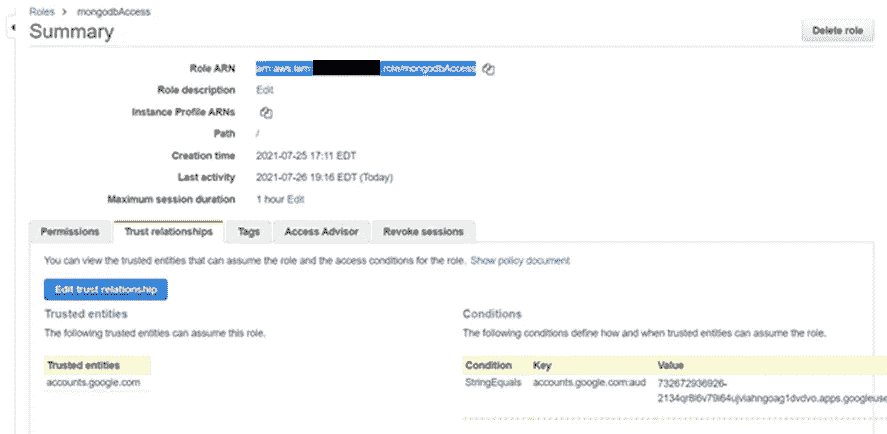 Roles > mongodbAccess
Summary
Delete role
Role ARN arn:aws:iam: :role/mongodbAccess
Role description Edit
Instance Profile ARNs
Path /
Creation time 2021-07-25 17:11 EDT
Last activity 2021-07-26 19:16 EDT (Today)
Maximum session duration 1 hour Edit
Permissions Trust relationships Tags Access Advisor Revoke sessions
You can view the trusted entities that can assume the role and the access conditions for the role. Show policy document
Edit trust relationship
Trusted entities
The following trusted entities can assume this role.
Trusted entities
accounts.google.com
Conditions
The following conditions define how and when trusted entities can assume the role.
Condition Key Value
StringEquals accounts.google.com:aud 732672936926-